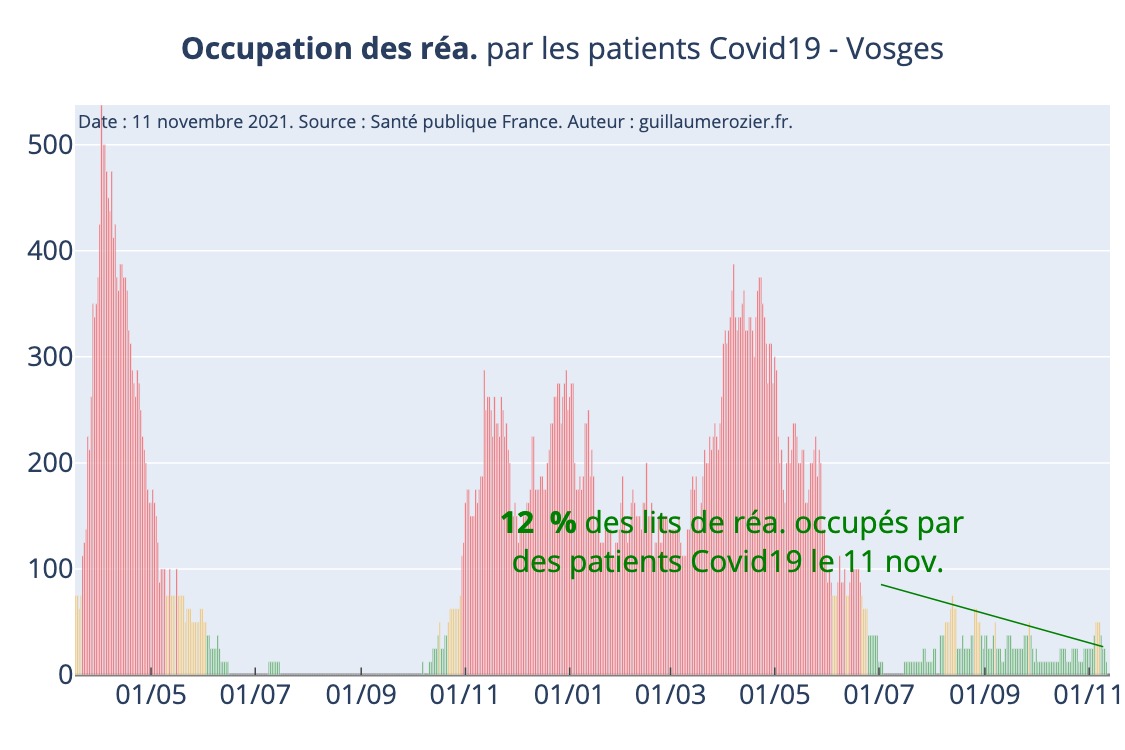 Occupation des réa. par les patients Covid19 - Vosges
Date : 11 novembre 2021. Source : Santé publique France. Auteur : guillaumerozier.fr.
500
400
300
200
12 % des lits de réa. occupés par
des patients Covid19 le 11 nov.
100
0
01/05 01/07 01/09 01/11 01/01 01/03 01/05 01/07 01/09 01/11